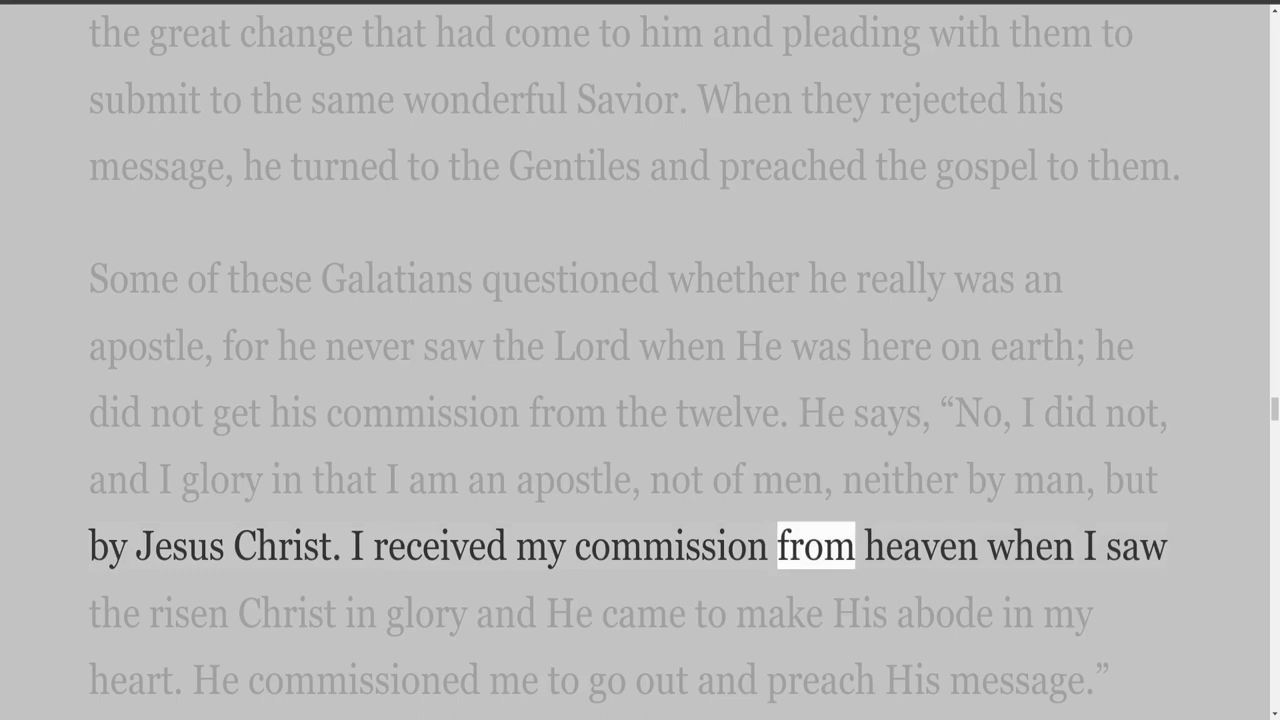 the great change that had come to him and pleading with them to
submit to the same wonderful Savior. When they rejected his
message, he turned to the Gentiles and preached the gospel to them.
Some of these Galatians questioned whether he really was an
apostle, for he never saw the Lord when He was here on earth; he
did not get his commission from the twelve. He says, “No, I did not,
and I glory in that I am an apostle, not of men, neither by man, but
by Jesus Christ. I received my commission from heaven when I saw
the risen Christ in glory and He came to make His abode in my
heart. He commissioned me to go out and preach His message.”